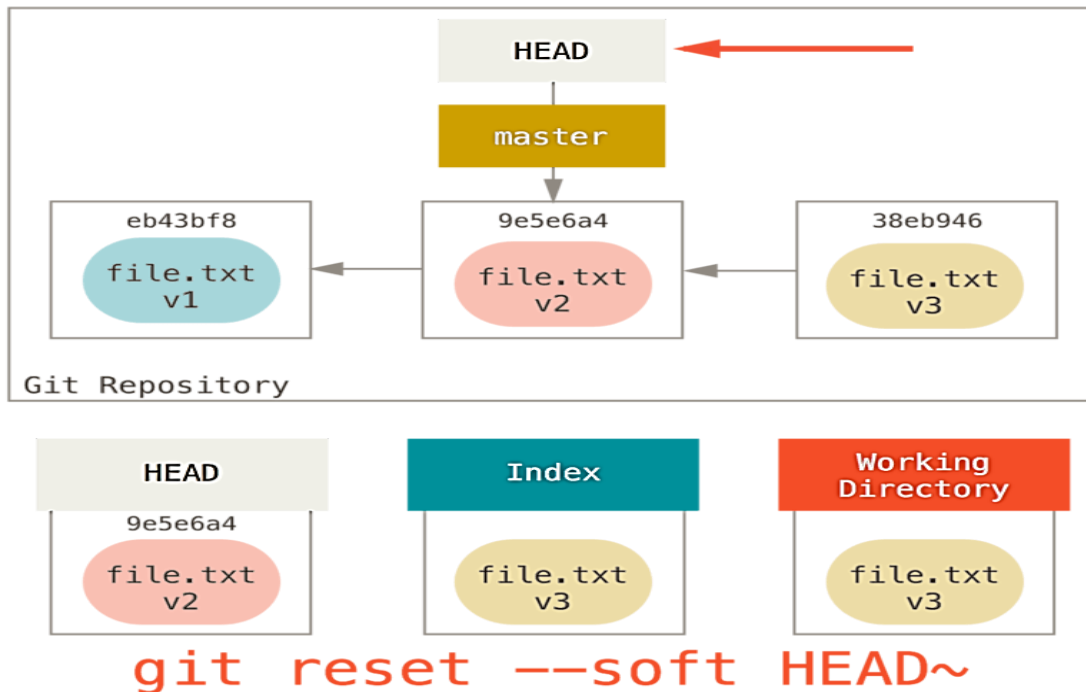 HEAD
master
eb43bf8
9e5e6a4
38eb946
file.txt
v1
file.txt
v2
file.txt
v3
Git Repository
HEAD
Index
Working
Directory
9e5e6a4
file.txt
v2
file.txt
v3
file.txt
v3
git reset --soft HEAD~